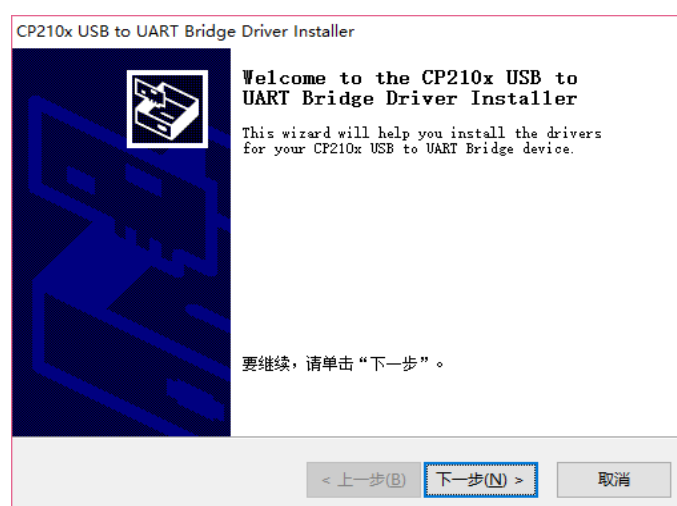 CP210x USB to UART Bridge Driver Installer
Welcome to the CP210x USB to
UART Bridge Driver Installer
This wizard will help you install the drivers
for your CP210x USB to UART Bridge device.
要继续，请单击“下一步”。
< 上一步(B)
下一步(N) >
取消